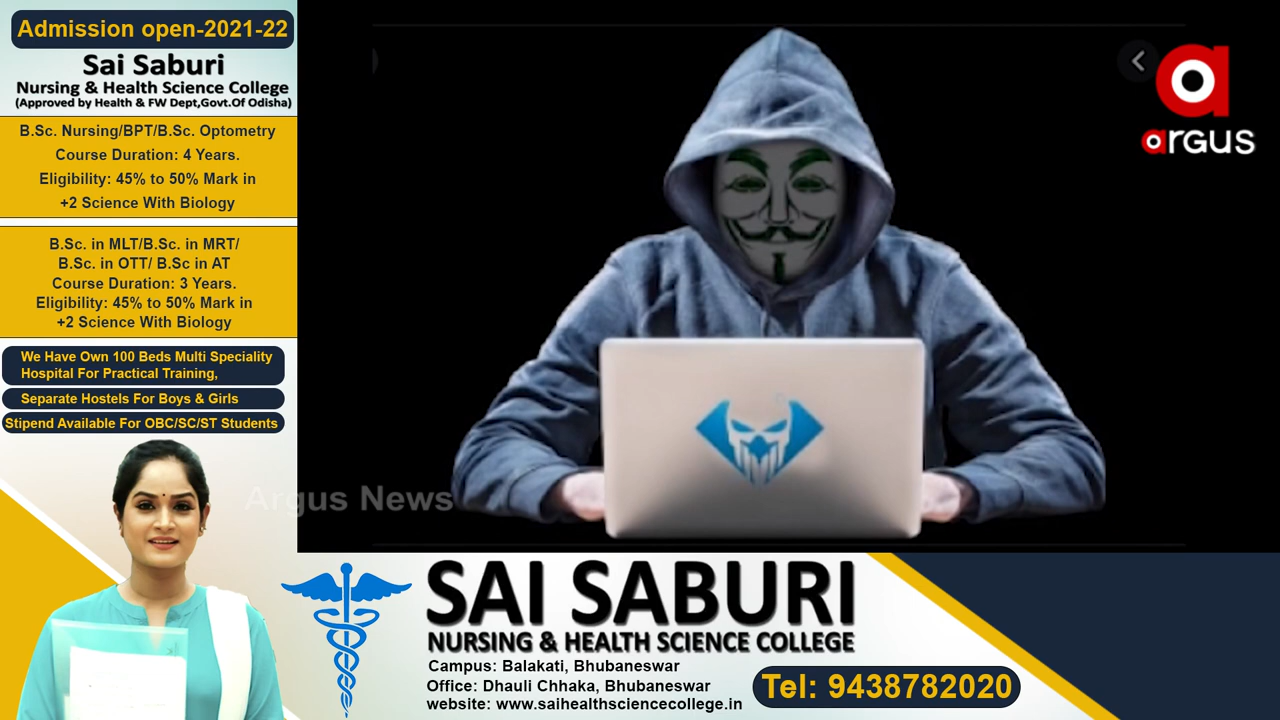 Admission open-2021-22
Sai Saburi
Nursing & Health Science College
(Approved by Health & FW Dept,Govt.Of Odisha)
B.Sc. Nursing/BPT/B.Sc. Optometry
Course Duration: 4 Years.
Eligibility: 45% to 50% Mark in
+2 Science With Biology
B.Sc. in MLT/B.Sc. in MRT/
B.Sc. in OTT/ B.Sc in AT
Course Duration: 3 Years.
Eligibility: 45% to 50% Mark in
+2 Science With Biology
We Have Own 100 Beds Multi Speciality
Hospital For Practical Training,
Separate Hostels For Boys & Girls
Stipend Available For OBC/SC/ST Students
argus
Argus News
SAI SABURI
NURSING & HEALTH SCIENCE COLLEGE
Campus: Balakati, Bhubaneswar
Office: Dhauli Chhaka, Bhubaneswar
website: www.saihealthsciencecollege.in
Tel: 9438782020